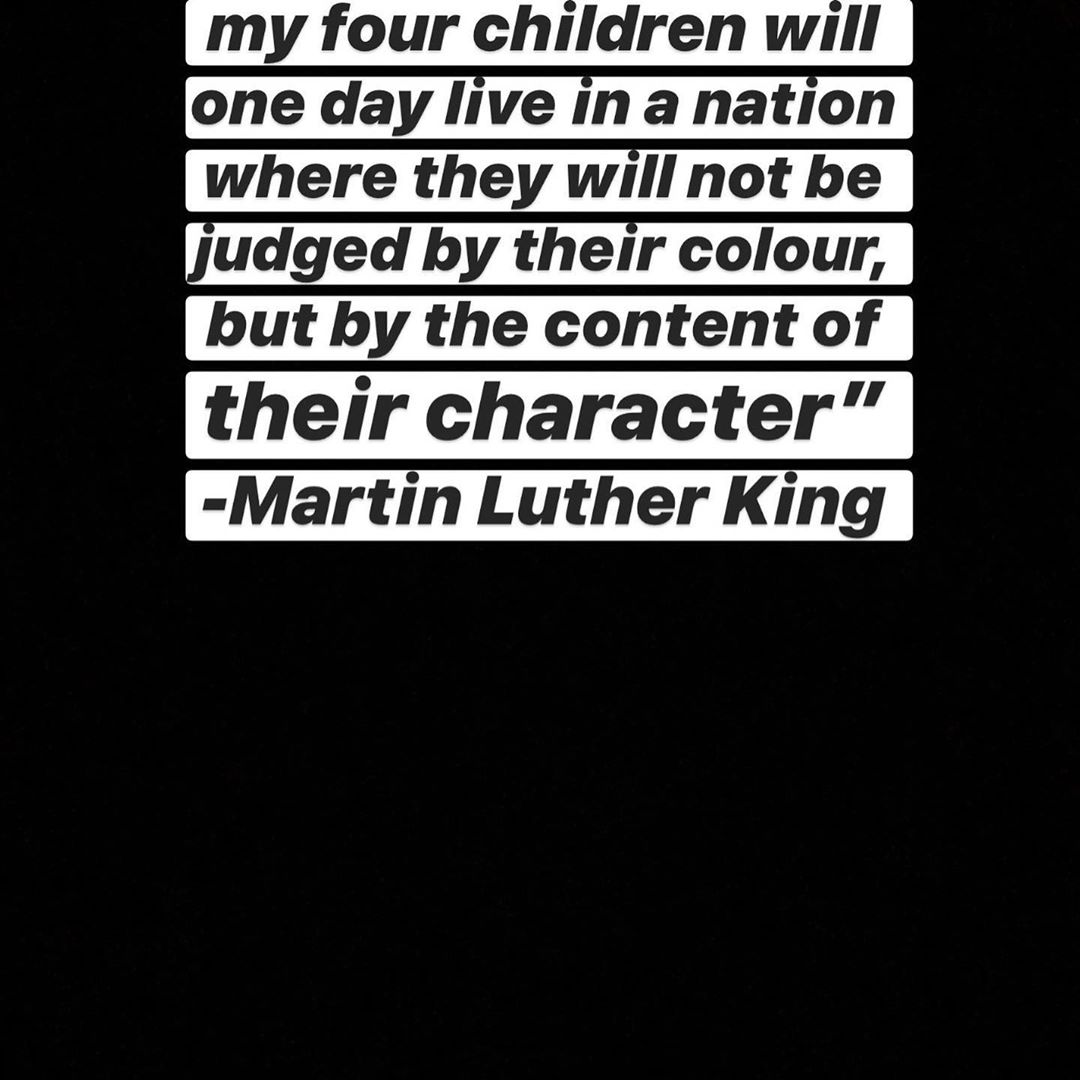 my four children will
one day live in a nation
where they will not be
judged by their colour,
but by the content of
their character”
-Martin Luther King